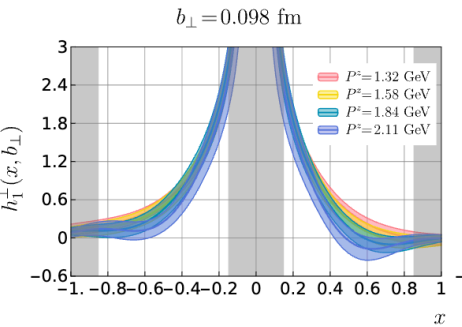 b⊥=0.098 fm
3
2.4
1.8
1.2
0.6
0
−0.6
h₁^⊥(x, b⊥)
P^z=1.32 GeV
P^z=1.58 GeV
P^z=1.84 GeV
P^z=2.11 GeV
−1. −0.8 −0.6 −0.4 −0.2 0 0.2 0.4 0.6 0.8 1
x